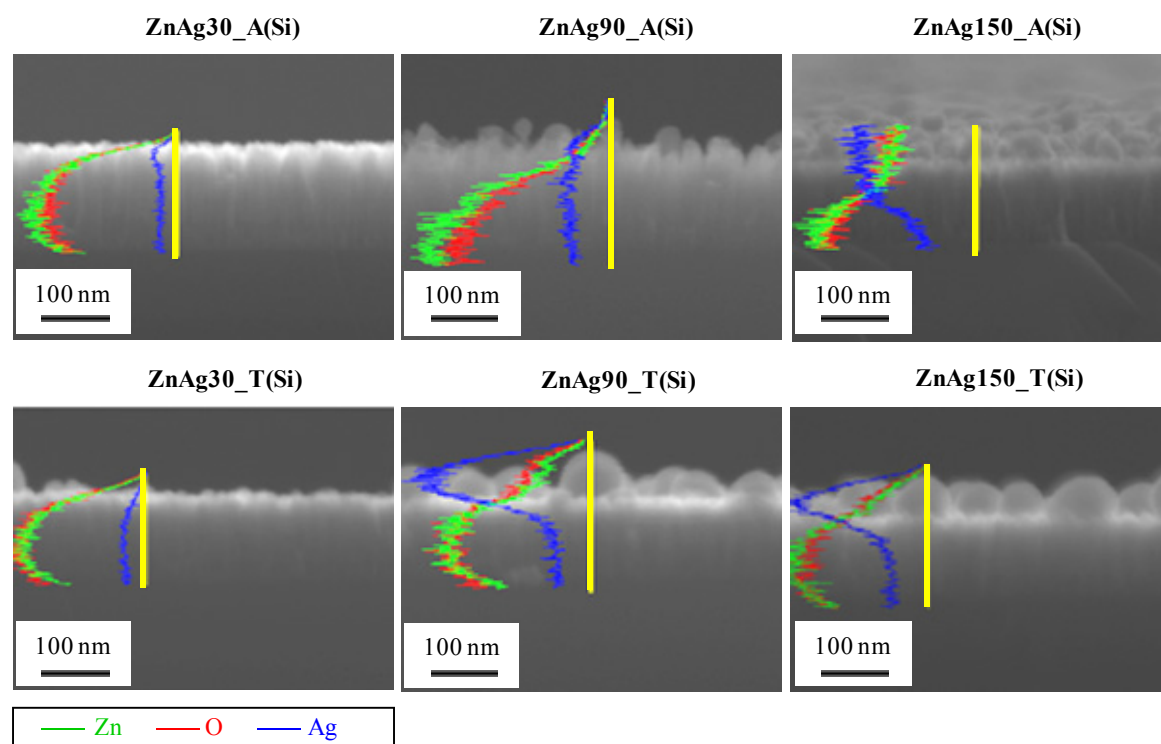 ZnAg30_A(Si) ZnAg90_A(Si) ZnAg150_A(Si)
100 nm 100 nm 100 nm
ZnAg30_T(Si) ZnAg90_T(Si) ZnAg150_T(Si)
100 nm 100 nm 100 nm
Zn O Ag